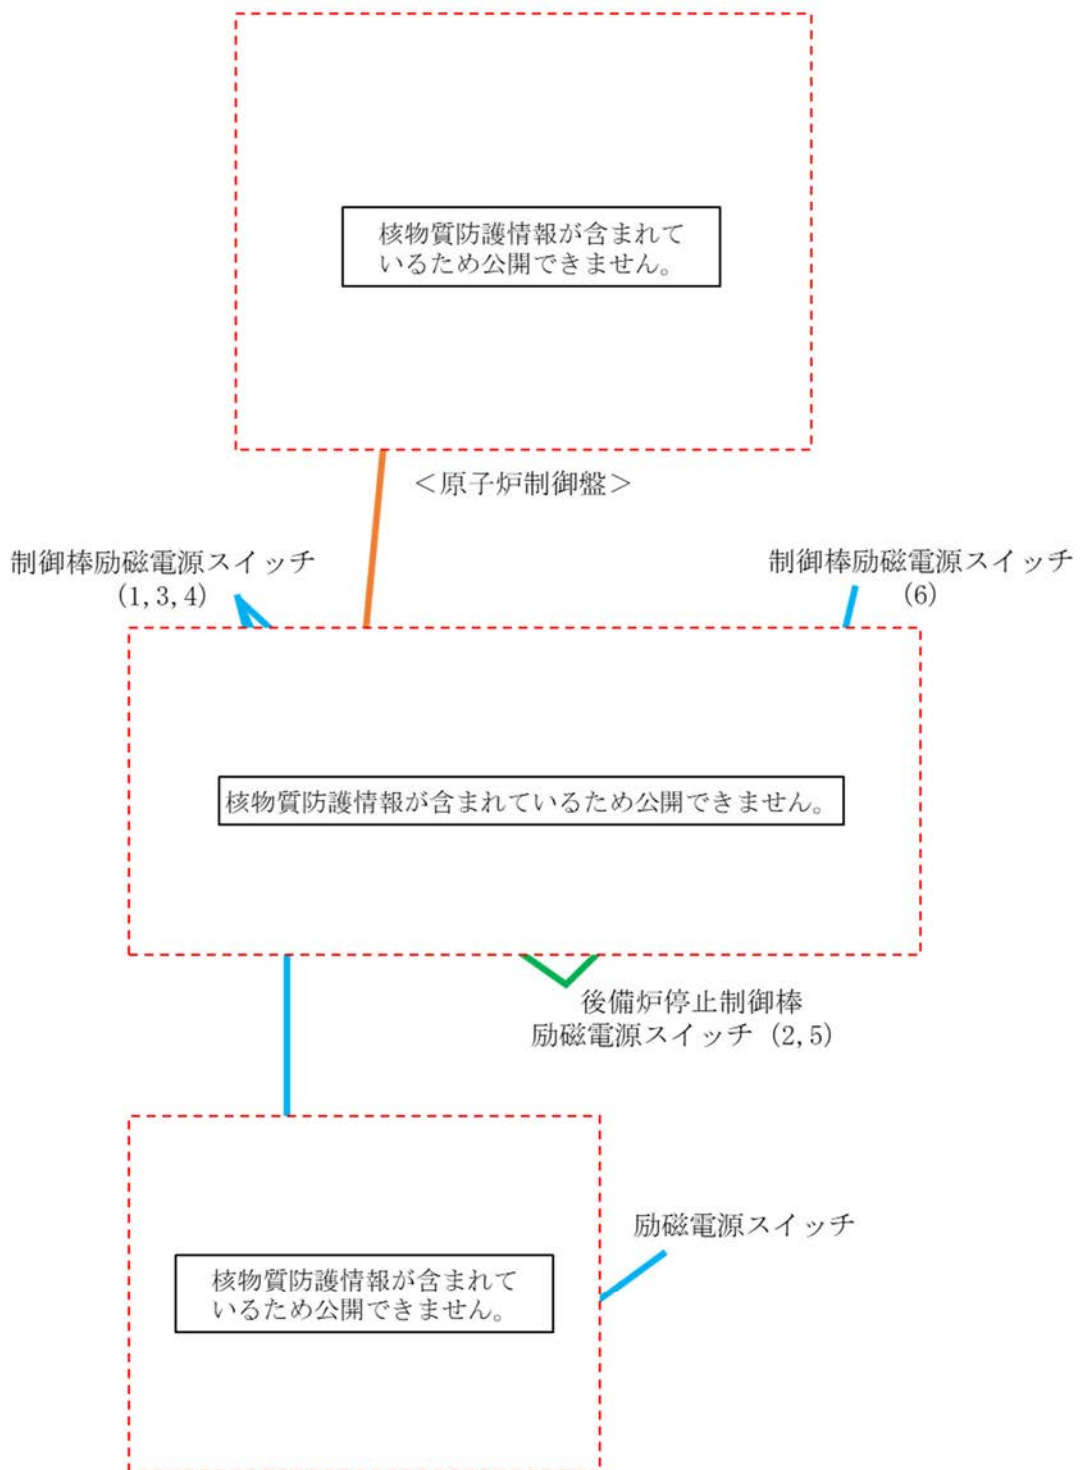 核物質防護情報が含まれて
いるため公開できません。
＜原子炉制御盤＞
制御棒励磁電源スイッチ
(1,3,4)
制御棒励磁電源スイッチ
(6)
核物質防護情報が含まれているため公開できません。
後備炉停止制御棒
励磁電源スイッチ (2,5)
励磁電源スイッチ
核物質防護情報が含まれて
いるため公開できません。